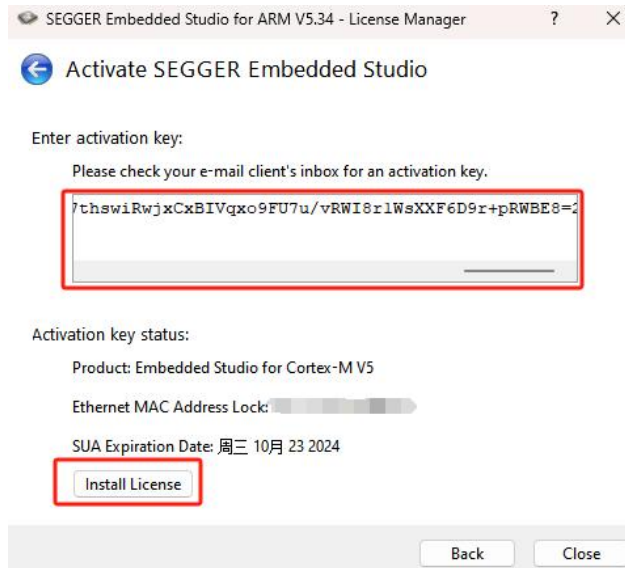 SEGGER Embedded Studio for ARM V5.34 - License Manager
Activate SEGGER Embedded Studio
Enter activation key:
Please check your e-mail client's inbox for an activation key.
thswiRwjxCxBIVqxo9FU7u/vRWI8r1WsXXF6D9r+pRWBE8=
Activation key status:
Product: Embedded Studio for Cortex-M V5
Ethernet MAC Address Lock:
SUA Expiration Date: 周三 10月 23 2024
Install License
Back
Close